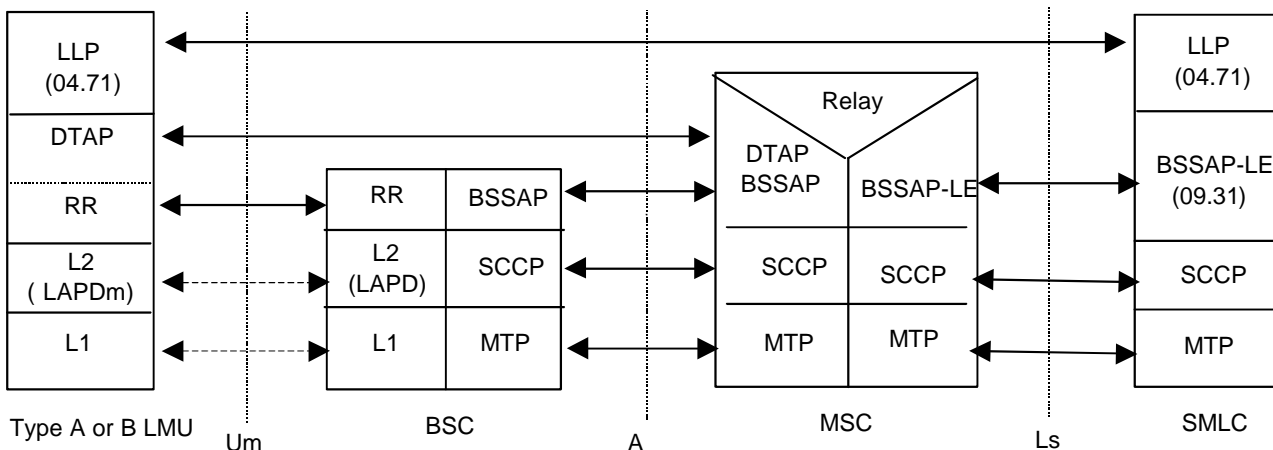 LLP
(04.71)
DTAP
RR
L2
( LAPDm)
L1
Type A or B LMU
Um
RR
BSSAP
L2
(LAPD)
SCCP
L1
MTP
BSC
A
Relay
DTAP
BSSAP
BSSAP-LE
SCCP
SCCP
MTP
MTP
MSC
Ls
LLP
(04.71)
BSSAP-LE
(09.31)
SCCP
MTP
SMLC